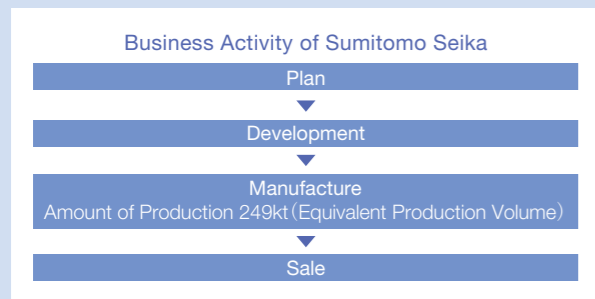 Business Activity of Sumitomo Seika
Plan
Development
Manufacture
Amount of Production 249kt（Equivalent Production Volume）
Sale